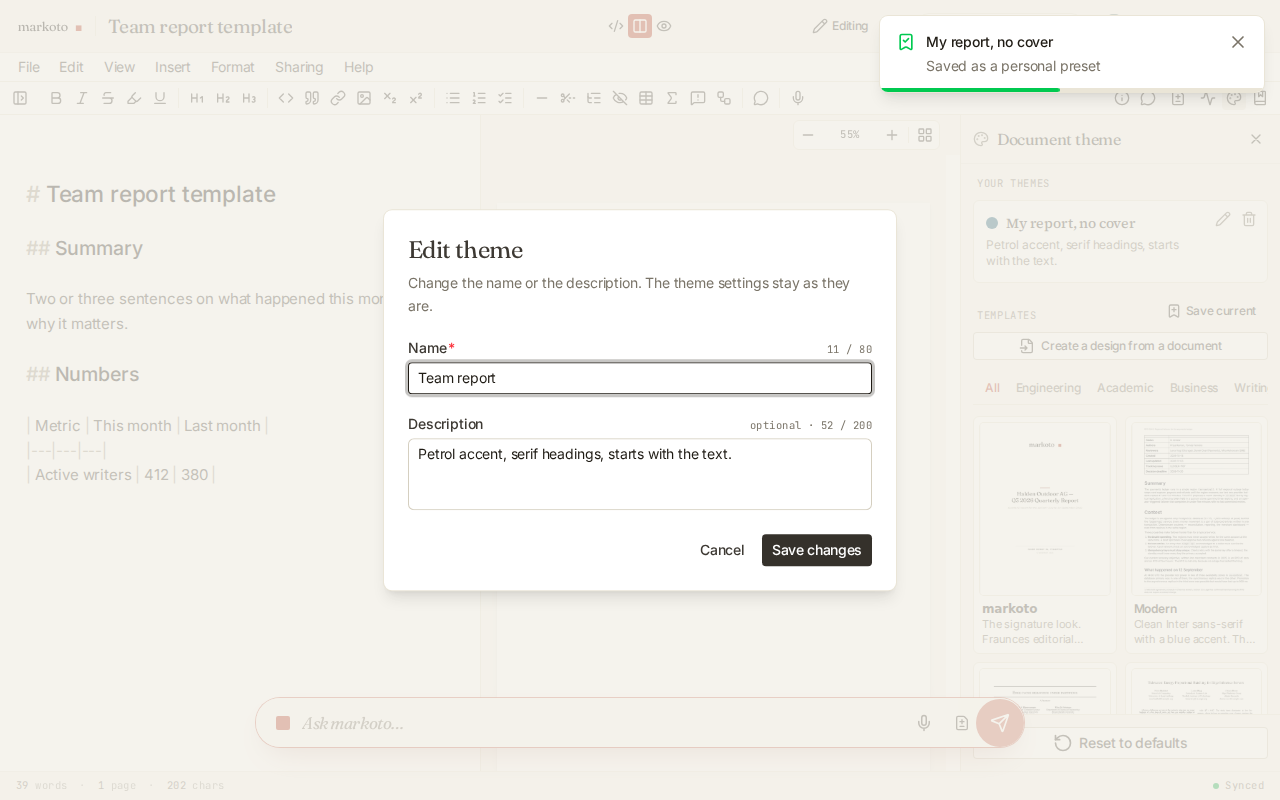 markoto
Team report template
</>
Editing
My report, no cover
Saved as a personal preset
File Edit View Insert Format Sharing Help
H1 H2 H3
55%
Document theme
# Team report template
## Summary
Two or three sentences on what happened this mon
why it matters.
## Numbers
| Metric | This month | Last month |
|---|---|---|
| Active writers | 412 | 380 |
Edit theme
Change the name or the description. The theme settings stay as they
are.
Name*
11 / 80
Team report
Description
optional · 52 / 200
Petrol accent, serif headings, starts with the text.
Cancel
Save changes
YOUR THEMES
My report, no cover
Petrol accent, serif headings, starts
with the text.
TEMPLATES
Save current
Create a design from a document
All Engineering Academic Business Writin
markoto
The signature look.
Fraunces editorial...
Modern
Clean Inter sans-serif
with a blue accent. Th...
Reset to defaults
Ask markoto...
39 words · 1 page · 202 chars
Synced